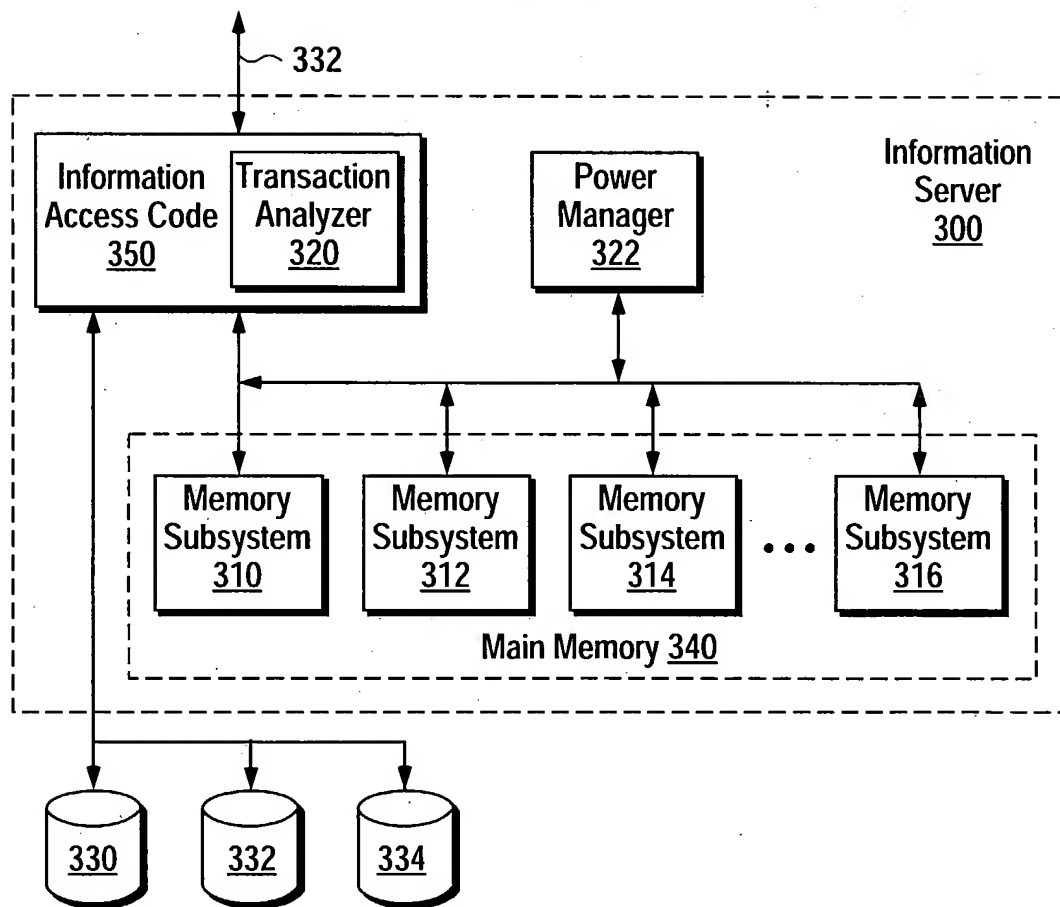 332
Information
Access Code
350
Transaction
Analyzer
320
Power
Manager
322
Information
Server
300
Memory
Subsystem
310
Memory
Subsystem
312
Memory
Subsystem
314
Memory
Subsystem
316
Main Memory 340
330
332
334